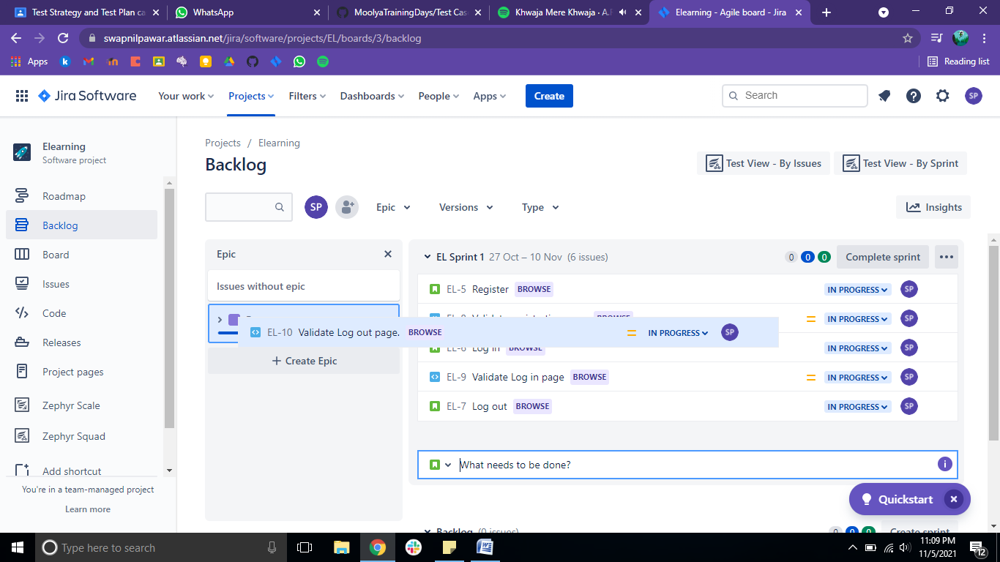 Test Strategy and Test Plan ca
WhatsApp
MoolyaTrainingDays/Test Cas
Khwaja Mere Khwaja · A.R
Elearning - Agile board - Jira
swapnilpawar.atlassian.net/jira/software/projects/EL/boards/3/backlog
Apps
Reading list
Jira Software
Your work
Projects
Filters
Dashboards
People
Apps
Create
Search
SP
Elearning
Software project
Roadmap
Backlog
Board
Issues
Code
Releases
Project pages
Zephyr Scale
Zephyr Squad
Add shortcut
You're in a team-managed project
Learn more
Projects / Elearning
Backlog
Test View - By Issues
Test View - By Sprint
SP
Epic
Versions
Type
Insights
Epic
Issues without epic
+ Create Epic
EL Sprint 1 27 Oct – 10 Nov (6 issues)
0 0 0
Complete sprint
EL-5 Register BROWSE IN PROGRESS SP
IN PROGRESS SP
EL-10 Validate Log out page. BROWSE IN PROGRESS SP
EL-6 Log in BROWSE IN PROGRESS SP
EL-9 Validate Log in page BROWSE IN PROGRESS SP
EL-7 Log out BROWSE IN PROGRESS SP
What needs to be done?
Quickstart
Backlog (0 issues) 0 0 0 Create sprint
Type here to search
11:09 PM
11/5/2021
12